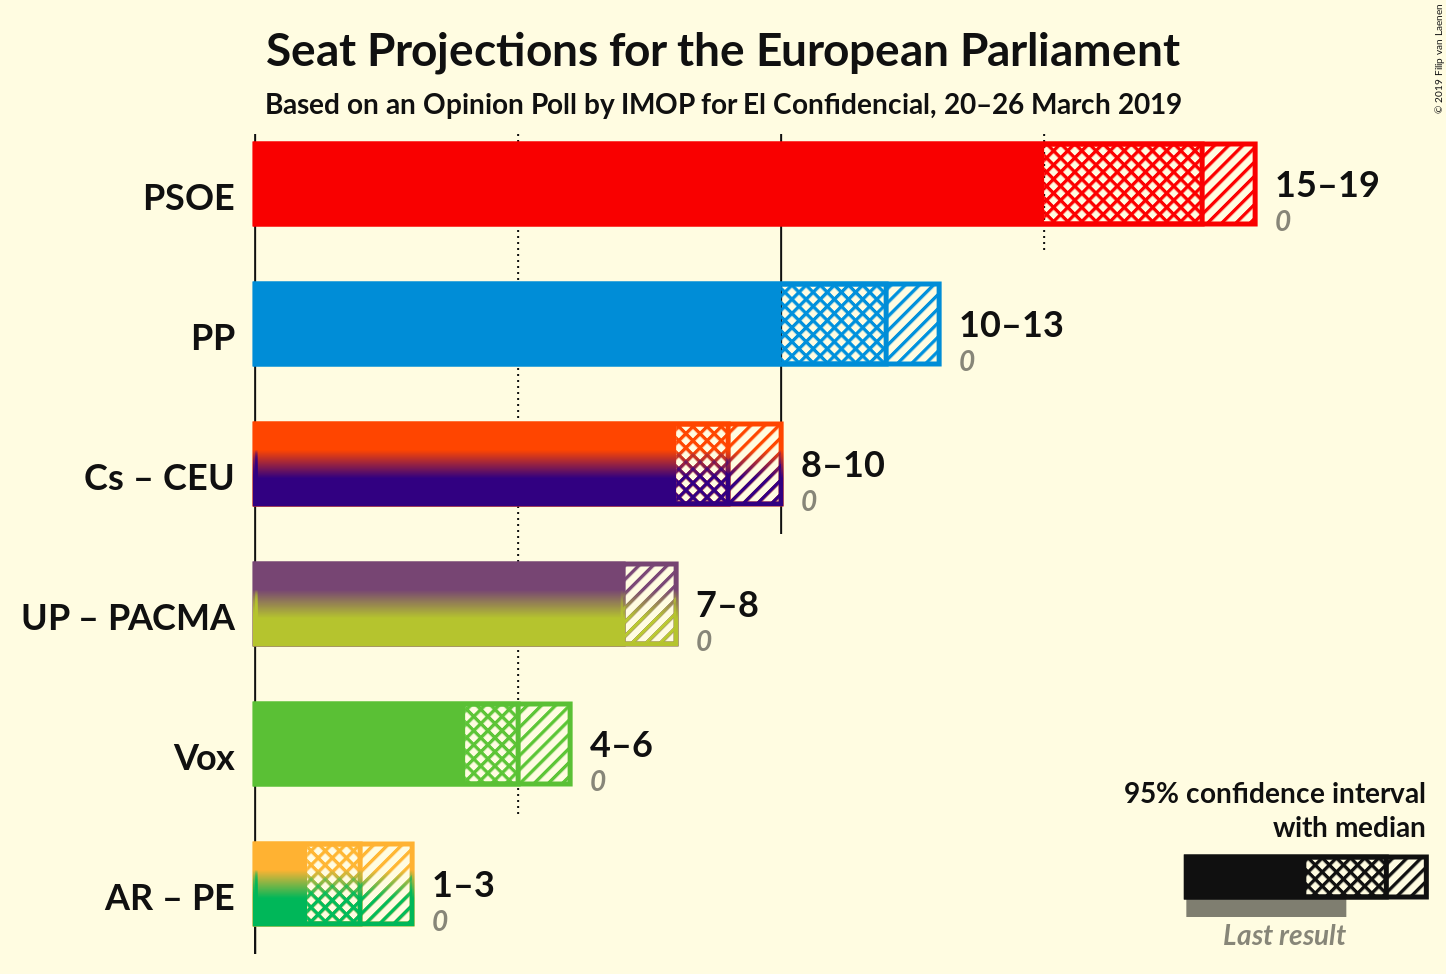 Seat Projections for the European Parliament
Based on an Opinion Poll by IMOP for El Confidencial, 20–26 March 2019
© 2019 Filip van Laenen
PSOE
15–19
0
PP
10–13
0
Cs – CEU
8–10
0
UP – PACMA
7–8
0
Vox
4–6
0
AR – PE
1–3
0
95% confidence interval
with median
Last result